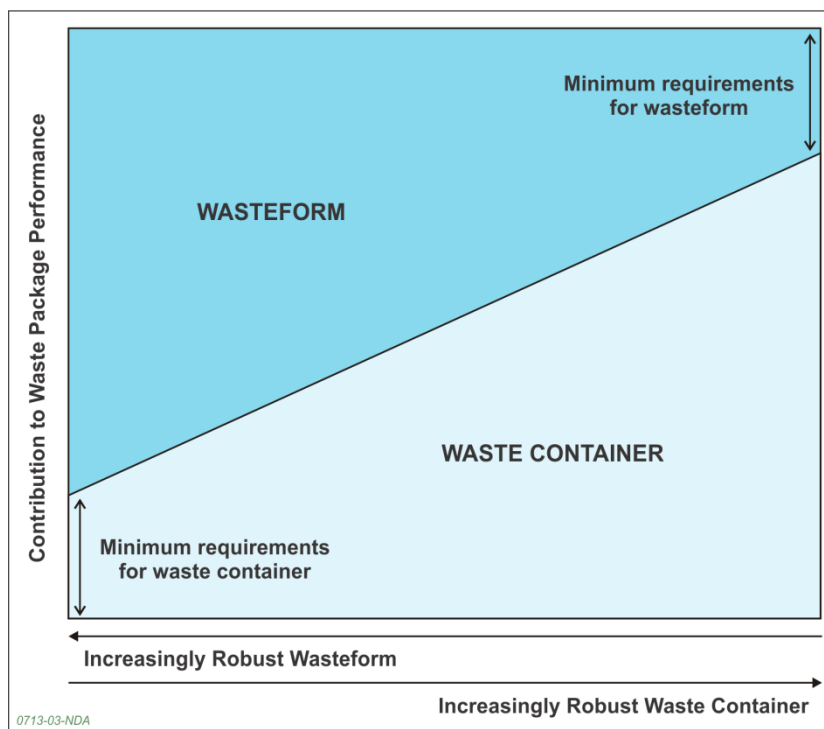 Contribution to Waste Package Performance
Minimum requirements
for wasteform
WASTEFORM
WASTE CONTAINER
Minimum requirements
for waste container
Increasingly Robust Wasteform
Increasingly Robust Waste Container
0713-03-NDA